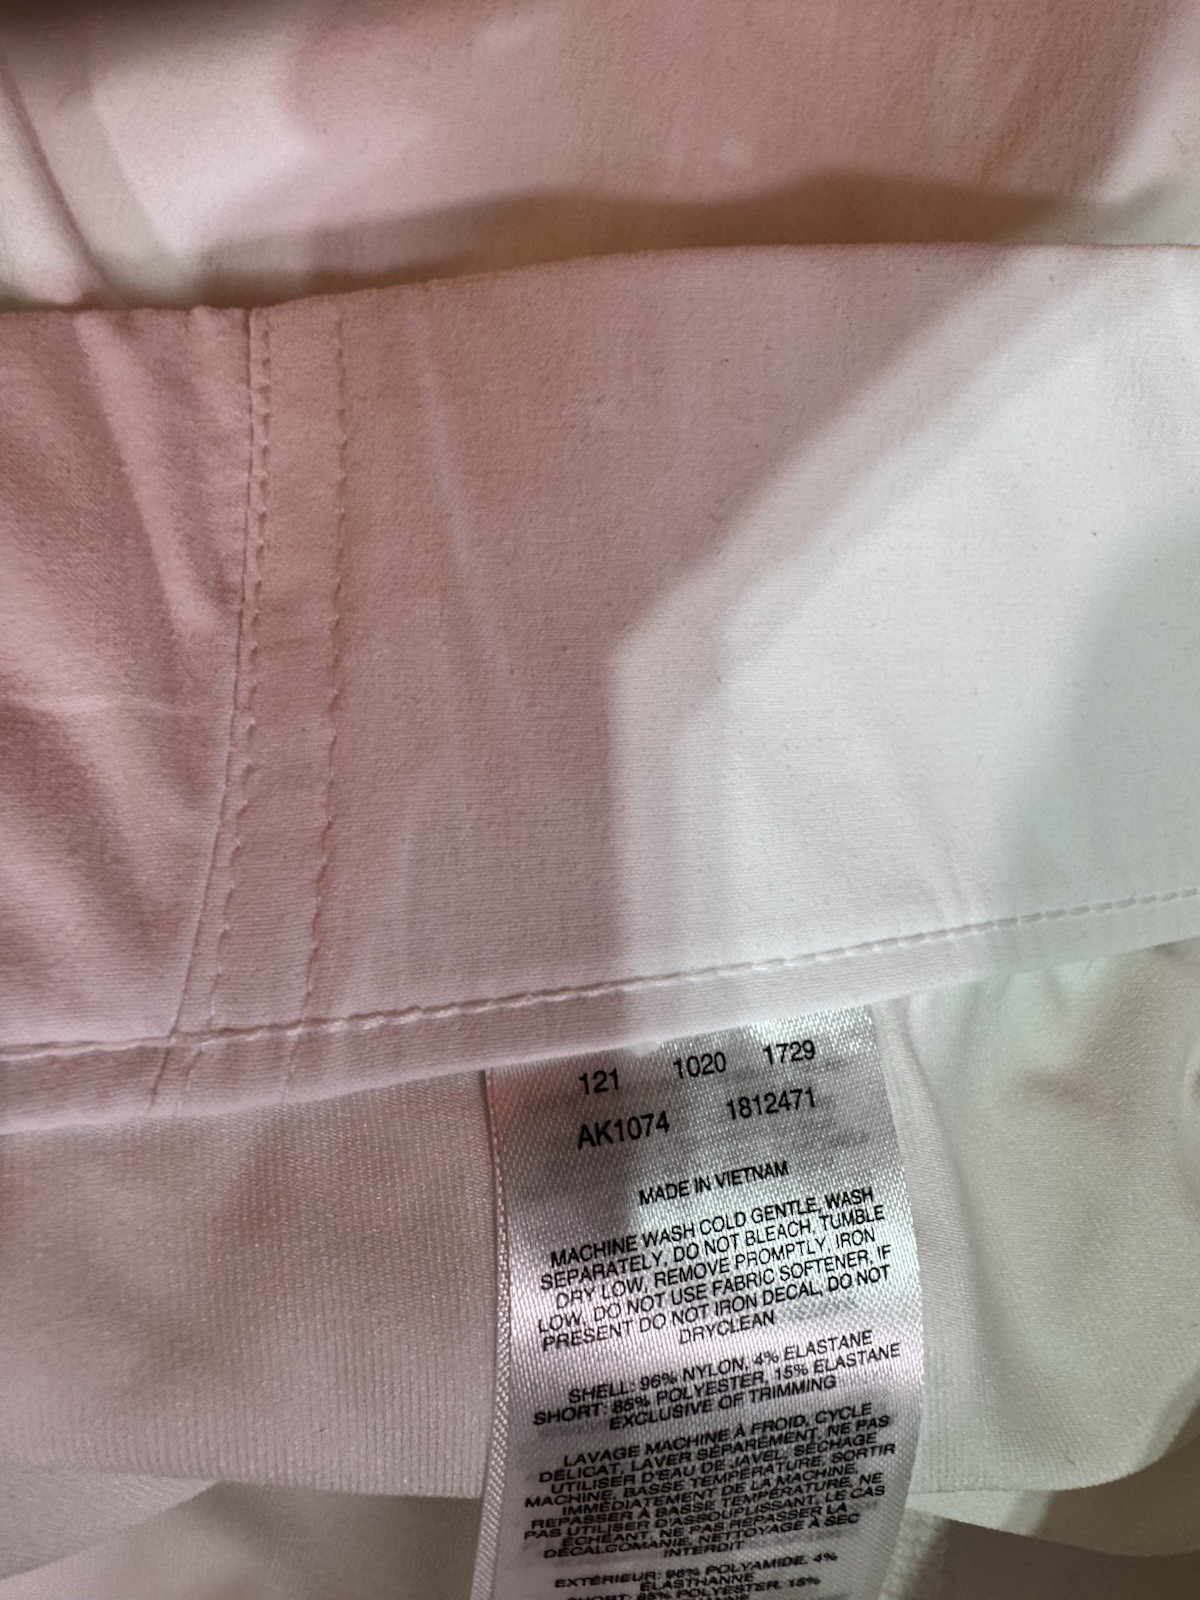 121 1020 1729
AK1074 1812471
MADE IN VIETNAM
MACHINE WASH COLD GENTLE, WASH
SEPARATELY, DO NOT BLEACH, TUMBLE
DRY LOW, REMOVE PROMPTLY, IRON
LOW, DO NOT USE FABRIC SOFTENER, IF
PRESENT DO NOT IRON DECAL, DO NOT
DRYCLEAN
SHELL: 96% NYLON, 4% ELASTANE
SHORT: 85% POLYESTER, 15% ELASTANE
EXCLUSIVE OF TRIMMING
LAVAGE MACHINE À FROID, CYCLE
DÉLICAT, LAVER SÉPARÉMENT, NE PAS
UTILISER D'EAU DE JAVEL, SÉCHAGE
MACHINE, BASSE TEMPÉRATURE, SORTIR
IMMÉDIATEMENT DE LA MACHINE,
REPASSER À BASSE TEMPÉRATURE, NE
PAS UTILISER D'ASSOUPLISSANT, LE CAS
ÉCHÉANT, NE PAS REPASSER LA
DÉCALCOMANIE, NETTOYAGE À SEC
INTERDIT
EXTÉRIEUR: 96% POLYAMIDE, 4%
ÉLASTHANNE
SHORT: 85% POLYESTER, 15%